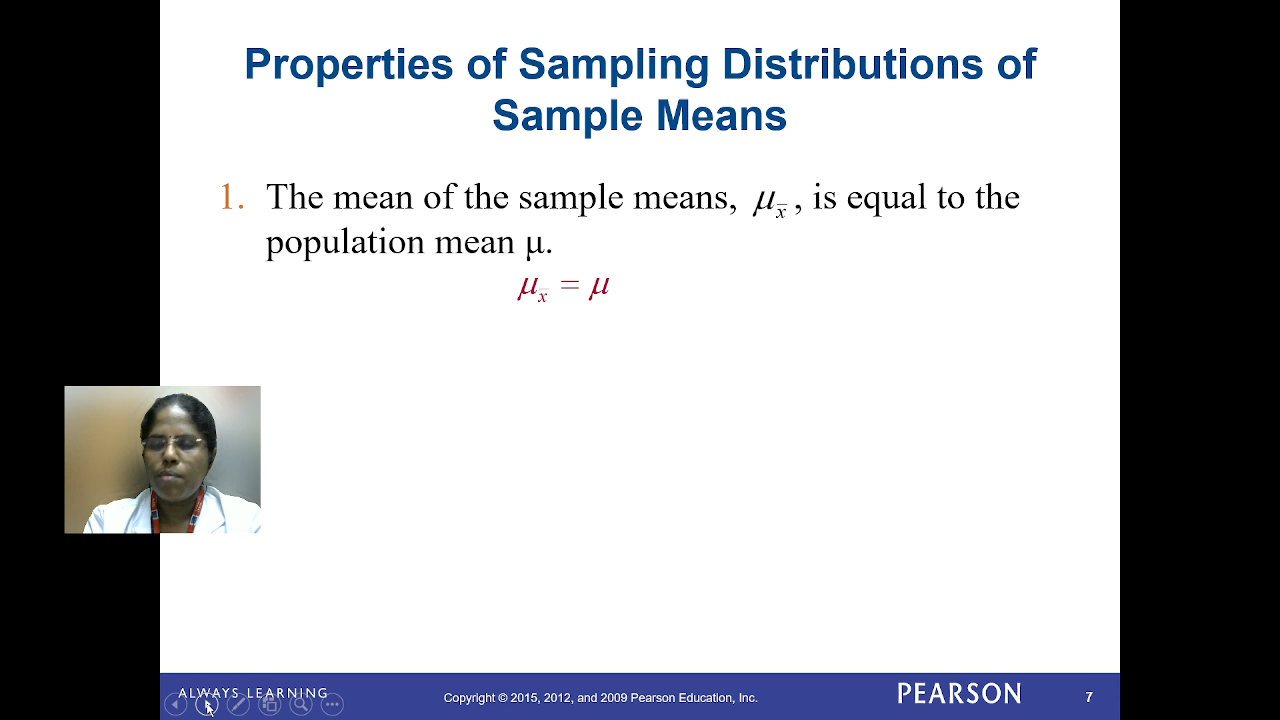 Properties of Sampling Distributions of
Sample Means
1. The mean of the sample means, μx̄ , is equal to the
population mean μ.
μx̄ = μ
ALWAYS LEARNING
Copyright © 2015, 2012, and 2009 Pearson Education, Inc.
PEARSON
7